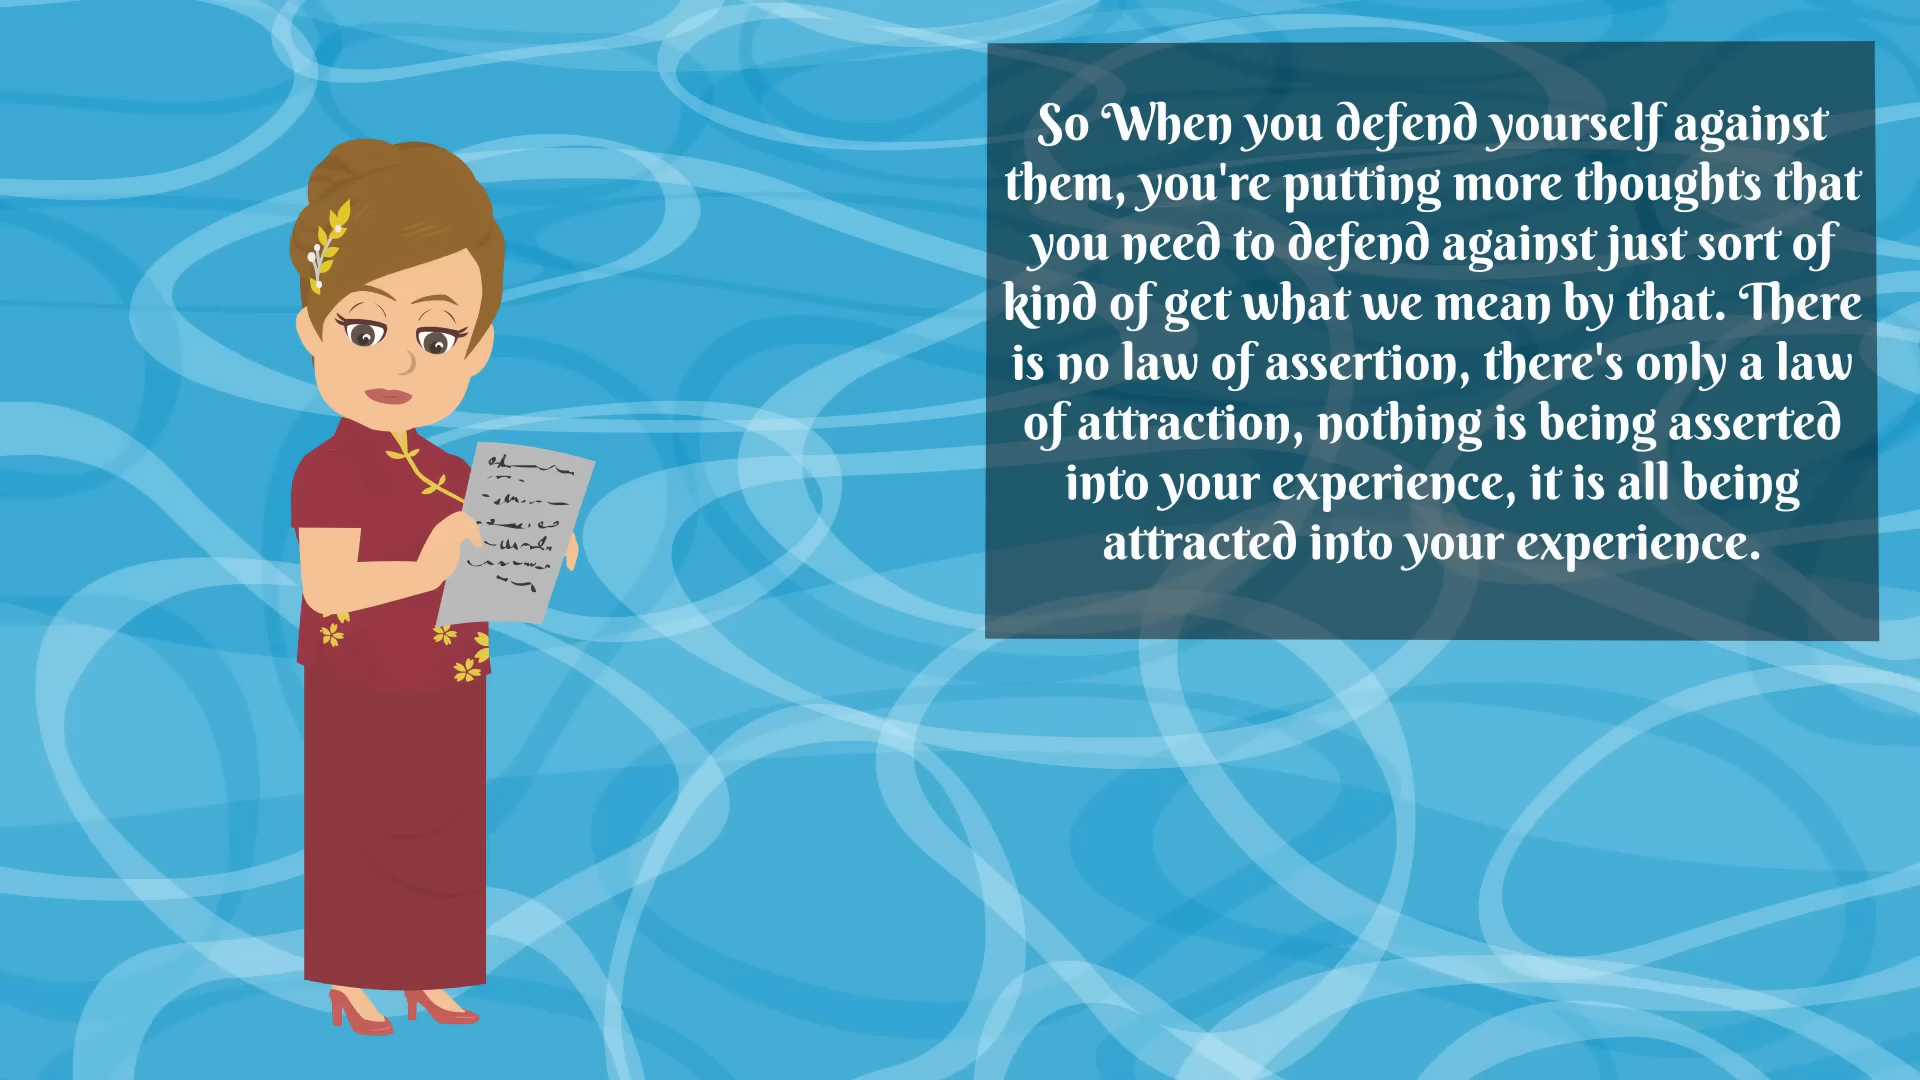 So When you defend yourself against
them, you're putting more thoughts that
you need to defend against just sort of
kind of get what we mean by that. There
is no law of assertion, there's only a law
of attraction, nothing is being asserted
into your experience, it is all being
attracted into your experience.